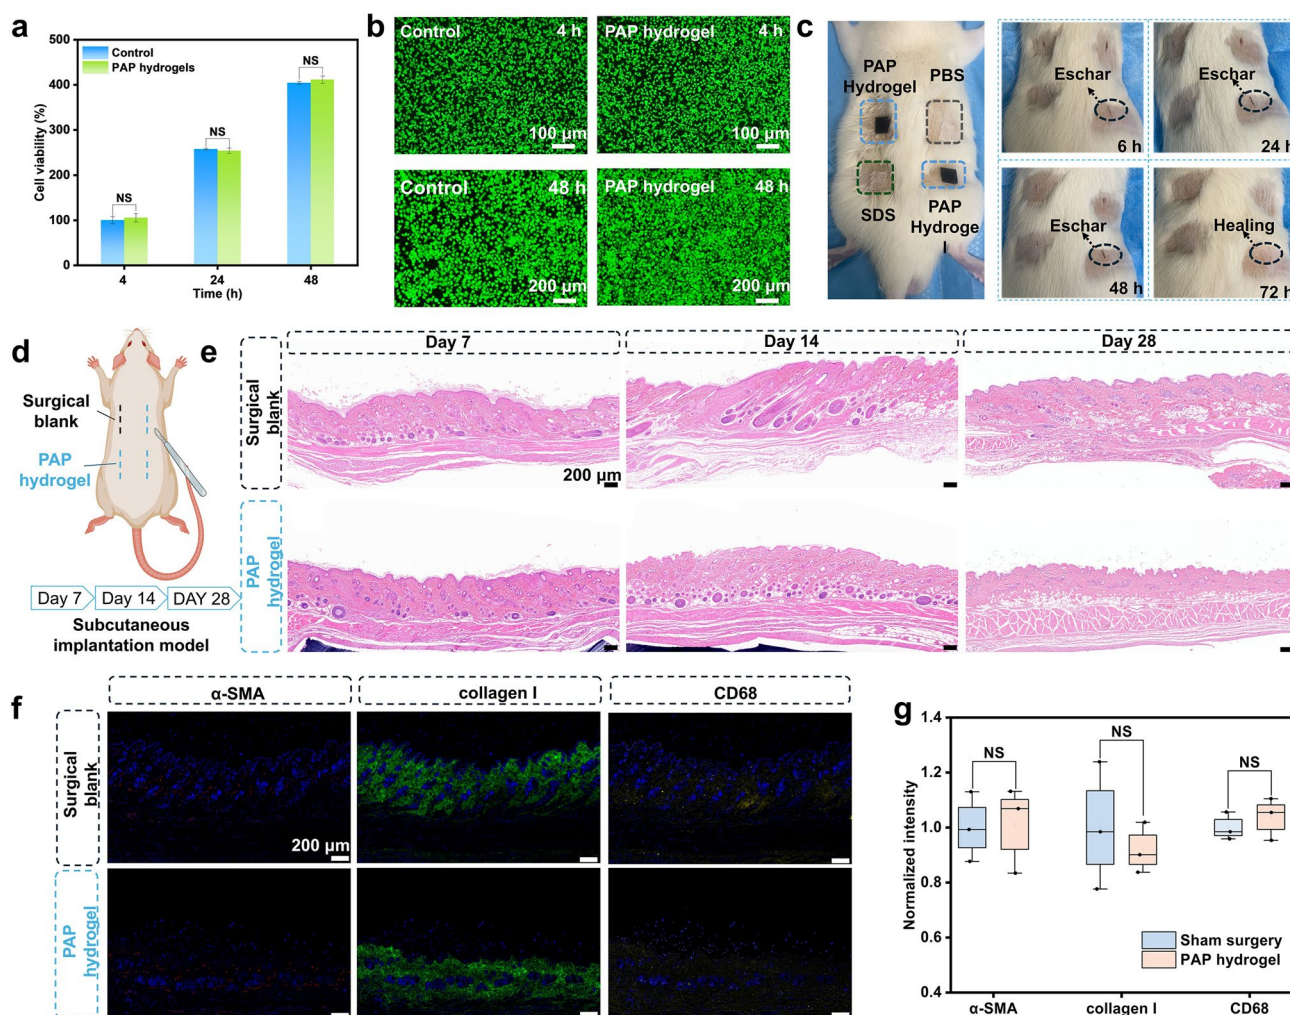 a
500
400
300
200
100
0
Cell viability (%)
Control
PAP hydrogels
NS
NS
NS
4
24
48
Time (h)
b
Control
4 h
100 µm
PAP hydrogel
4 h
100 µm
Control
48 h
200 µm
PAP hydrogel
48 h
200 µm
c
PAP
Hydrogel
PBS
SDS
PAP
Hydroge
l
Eschar
6 h
Eschar
24 h
Eschar
48 h
Healing
72 h
d
Surgical
blank
PAP
hydrogel
Day 7
Day 14
DAY 28
Subcutaneous
implantation model
e
Day 7
Day 14
Day 28
Surgical
blank
200 µm
PAP
hydrogel
f
α-SMA
collagen I
CD68
Surgical
blank
200 µm
PAP
hydrogel
g
1.4
1.2
1.0
0.8
0.6
0.4
Normalized intensity
NS
NS
NS
Sham surgery
PAP hydrogel
α-SMA
collagen I
CD68